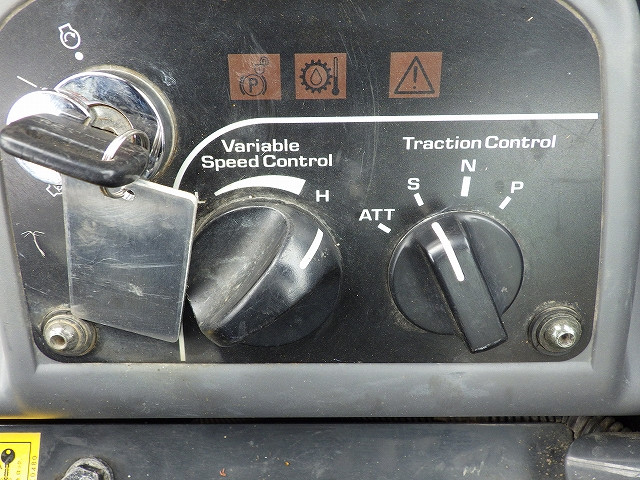 P
Variable
Speed Control
H
Traction Control
ATT
S
N
P